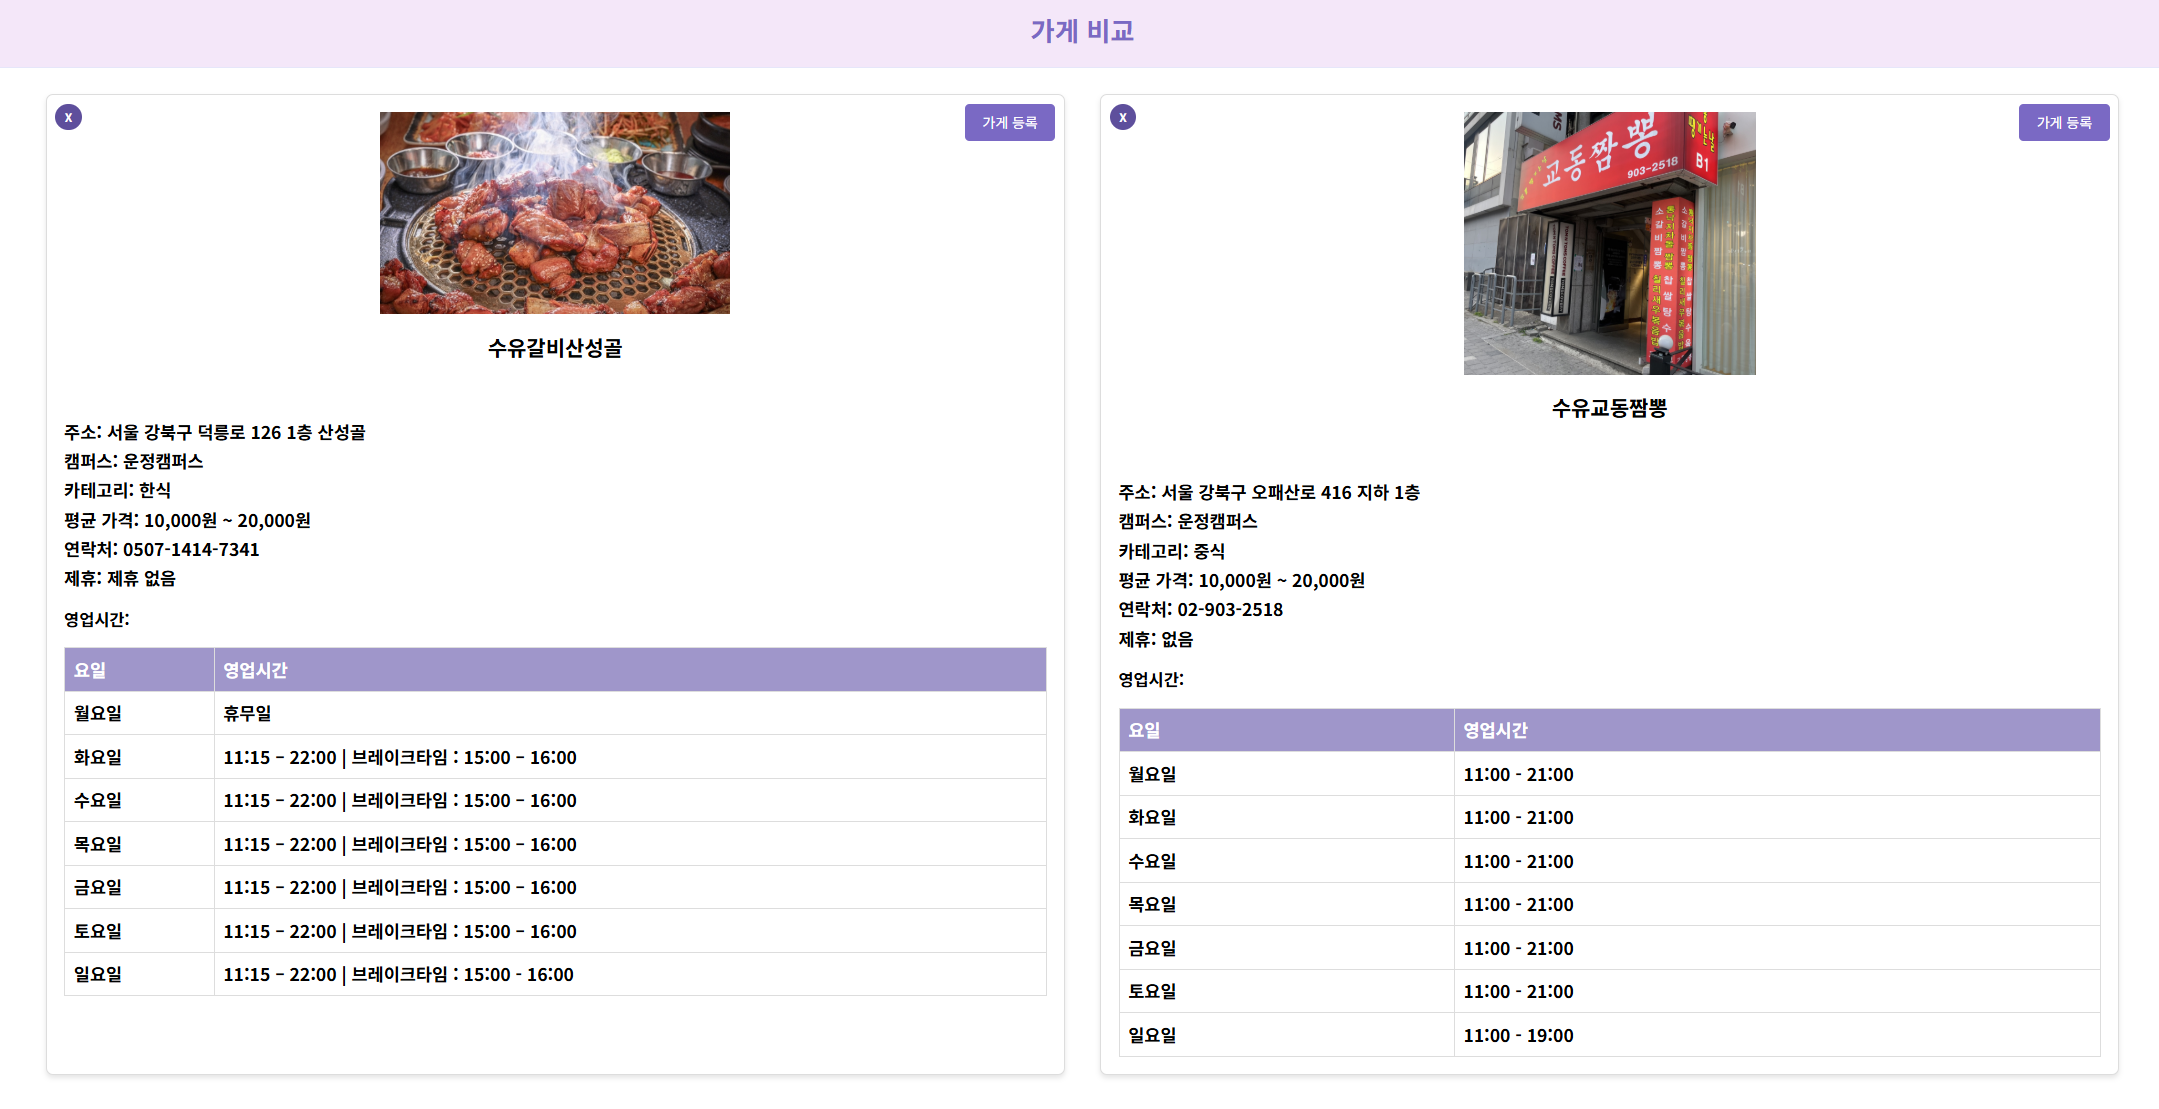 가게 비교
x
가게 등록
수유갈비산성골
주소: 서울 강북구 덕릉로 126 1층 산성골
캠퍼스: 운정캠퍼스
카테고리: 한식
평균 가격: 10,000원 ~ 20,000원
연락처: 0507-1414-7341
제휴: 제휴 없음
영업시간:
요일 영업시간
월요일 휴무일
화요일 11:15 – 22:00 | 브레이크타임 : 15:00 – 16:00
수요일 11:15 – 22:00 | 브레이크타임 : 15:00 – 16:00
목요일 11:15 – 22:00 | 브레이크타임 : 15:00 – 16:00
금요일 11:15 – 22:00 | 브레이크타임 : 15:00 – 16:00
토요일 11:15 – 22:00 | 브레이크타임 : 15:00 – 16:00
일요일 11:15 – 22:00 | 브레이크타임 : 15:00 - 16:00
x
가게 등록
교동짬뽕
903-2518
B1
수유교동짬뽕
주소: 서울 강북구 오패산로 416 지하 1층
캠퍼스: 운정캠퍼스
카테고리: 중식
평균 가격: 10,000원 ~ 20,000원
연락처: 02-903-2518
제휴: 없음
영업시간:
요일 영업시간
월요일 11:00 - 21:00
화요일 11:00 - 21:00
수요일 11:00 - 21:00
목요일 11:00 - 21:00
금요일 11:00 - 21:00
토요일 11:00 - 21:00
일요일 11:00 - 19:00